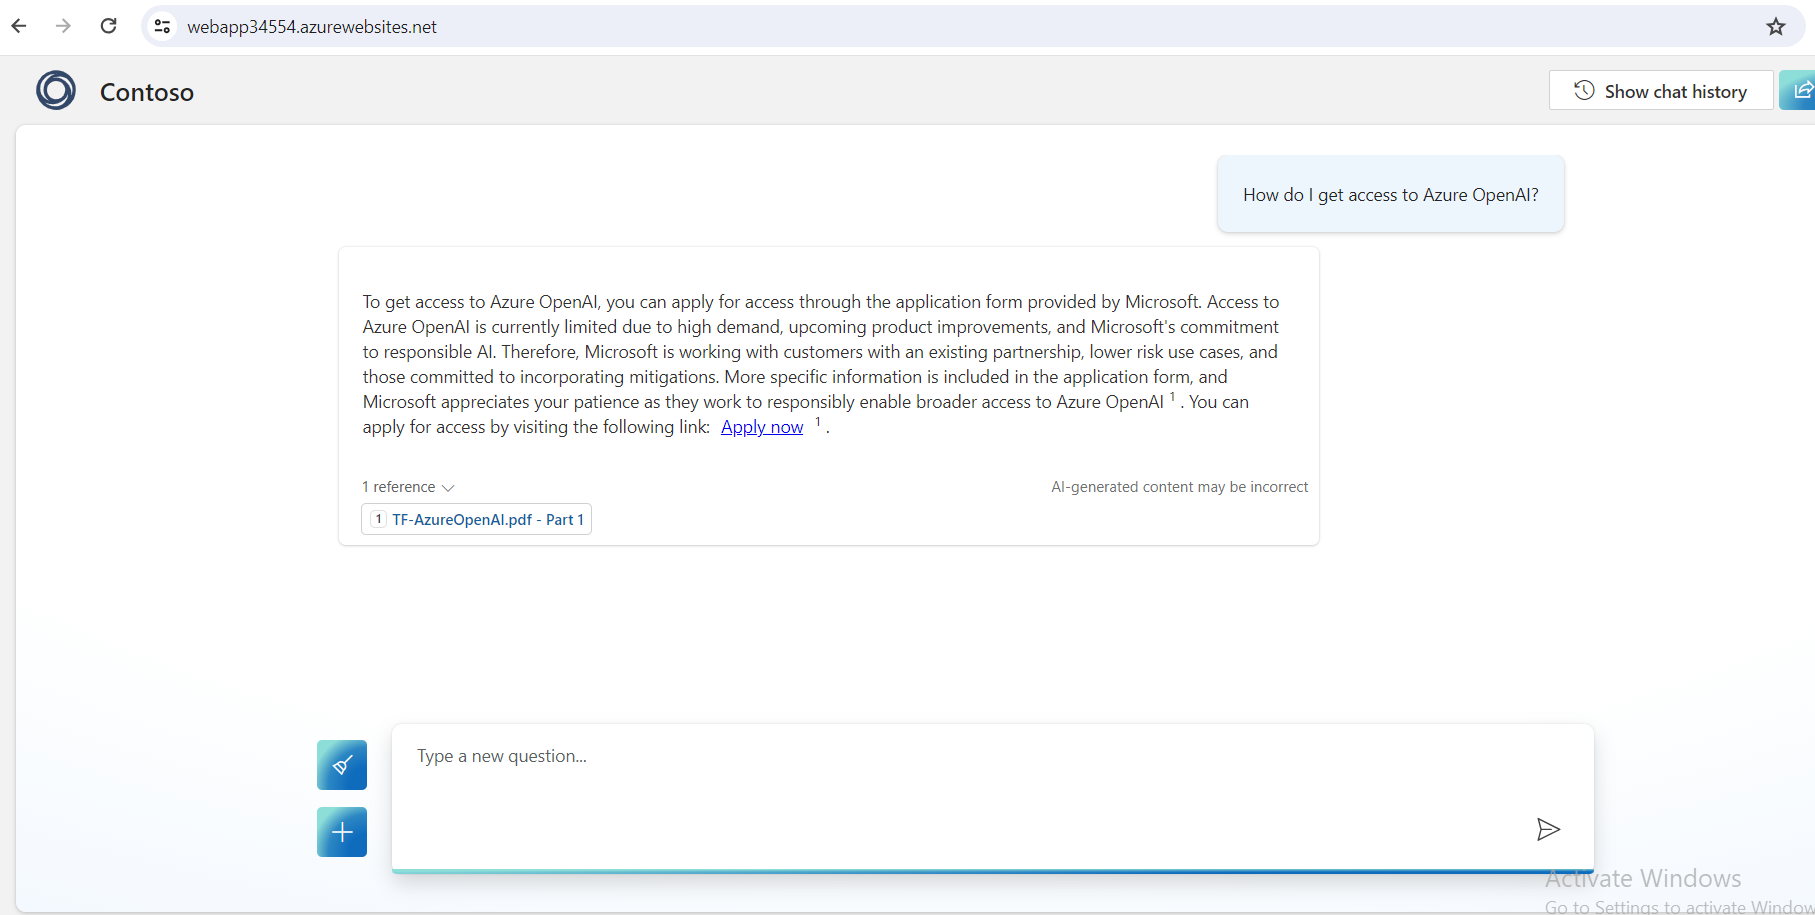 webapp34554.azurewebsites.net
Contoso
Show chat history
How do I get access to Azure OpenAI?
To get access to Azure OpenAI, you can apply for access through the application form provided by Microsoft. Access to
Azure OpenAI is currently limited due to high demand, upcoming product improvements, and Microsoft's commitment
to responsible AI. Therefore, Microsoft is working with customers with an existing partnership, lower risk use cases, and
those committed to incorporating mitigations. More specific information is included in the application form, and
Microsoft appreciates your patience as they work to responsibly enable broader access to Azure OpenAI 1 . You can
apply for access by visiting the following link: Apply now 1 .
1 reference
AI-generated content may be incorrect
1 TF-AzureOpenAI.pdf - Part 1
Type a new question...
Activate Windows
Go to Settings to activate Window